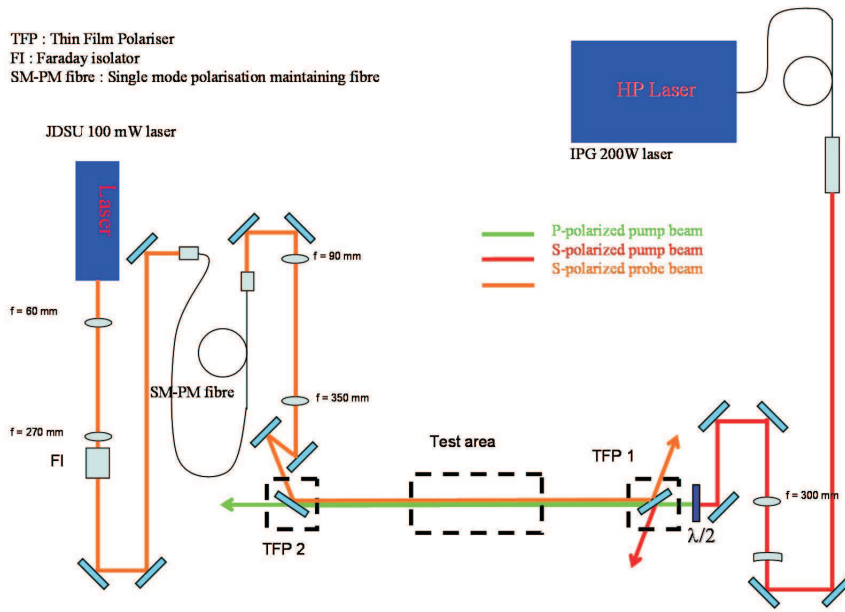 TFP : Thin Film Polariser
FI : Faraday isolator
SM-PM fibre : Single mode polarisation maintaining fibre
HP Laser
IPG 200W laser
JDSU 100 mW laser
Laser
P-polarized pump beam
S-polarized pump beam
S-polarized probe beam
f = 90 mm
f = 60 mm
SM-PM fibre
f = 350 mm
f = 270 mm
FI
Test area
TFP 1
f = 300 mm
TFP 2
λ/2